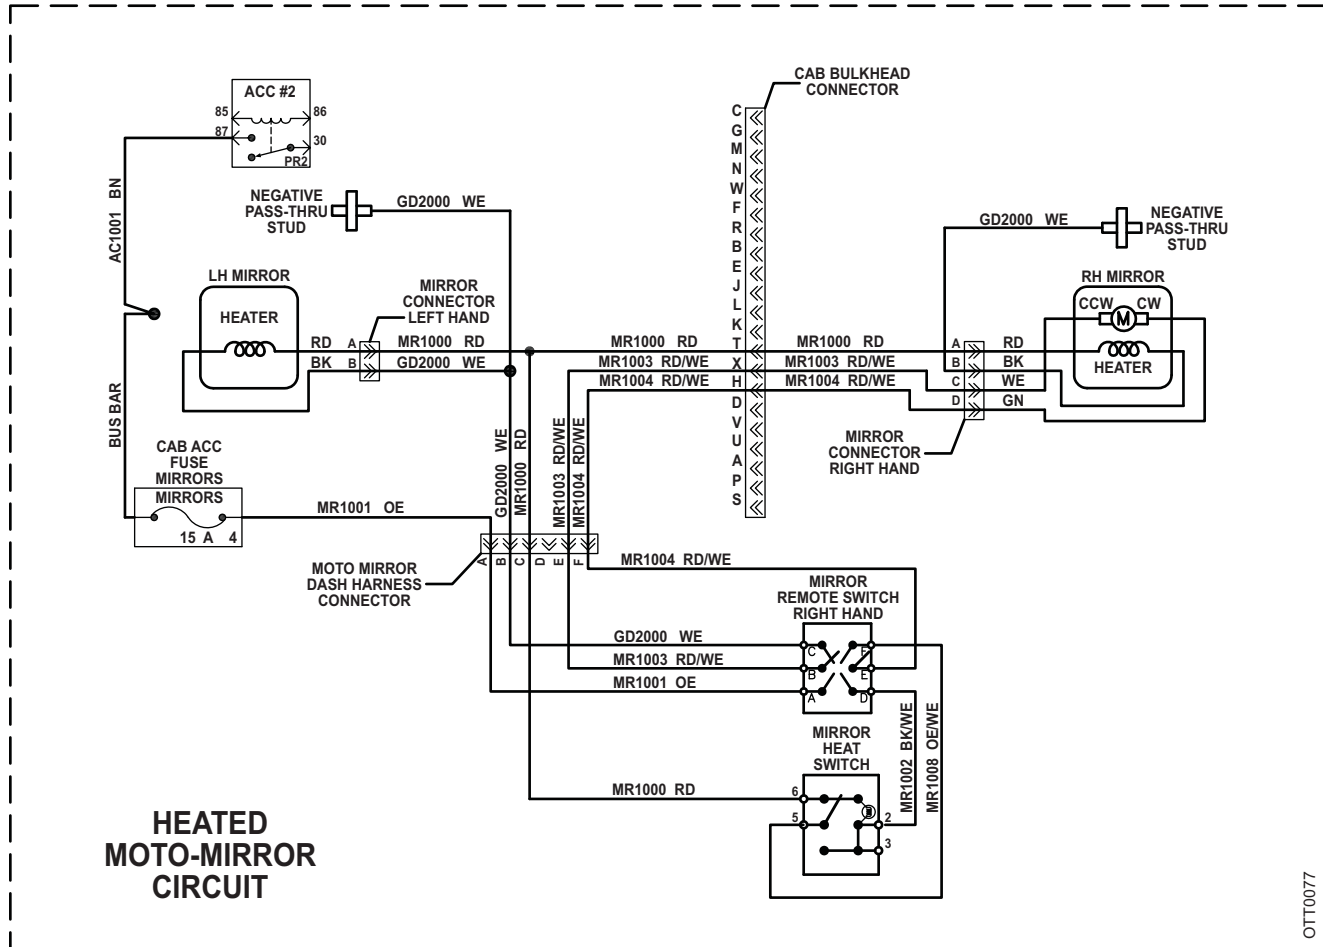 CAB BULKHEAD
CONNECTOR
ACC #2
85
86
87
30
PR2
C
G
M
N
W
F
R
B
E
J
L
K
T
X
H
D
V
U
A
P
S
AC1001 BN
NEGATIVE
PASS-THRU
STUD
GD2000 WE
GD2000 WE
NEGATIVE
PASS-THRU
STUD
LH MIRROR
HEATER
MIRROR
CONNECTOR
LEFT HAND
RH MIRROR
CCW
M
CW
HEATER
RD
A
MR1000 RD
MR1000 RD
MR1000 RD
A
RD
BK
B
GD2000 WE
MR1003 RD/WE
MR1003 RD/WE
B
BK
MR1004 RD/WE
MR1004 RD/WE
C
WE
D
GN
BUS BAR
GD2000 WE
MR1000 RD
MR1003 RD/WE
MR1004 RD/WE
MIRROR
CONNECTOR
RIGHT HAND
CAB ACC
FUSE
MIRRORS
MIRRORS
15 A 4
MR1001 OE
MOTO MIRROR
DASH HARNESS
CONNECTOR
A
B
C
D
E
F
MR1004 RD/WE
MIRROR
REMOTE SWITCH
RIGHT HAND
GD2000 WE
C
F
MR1003 RD/WE
B
E
MR1001 OE
A
D
MR1002 BK/WE
MR1008 OE/WE
MIRROR
HEAT
SWITCH
MR1000 RD
6
5
2
3
HEATED
MOTO-MIRROR
CIRCUIT
OTT0077